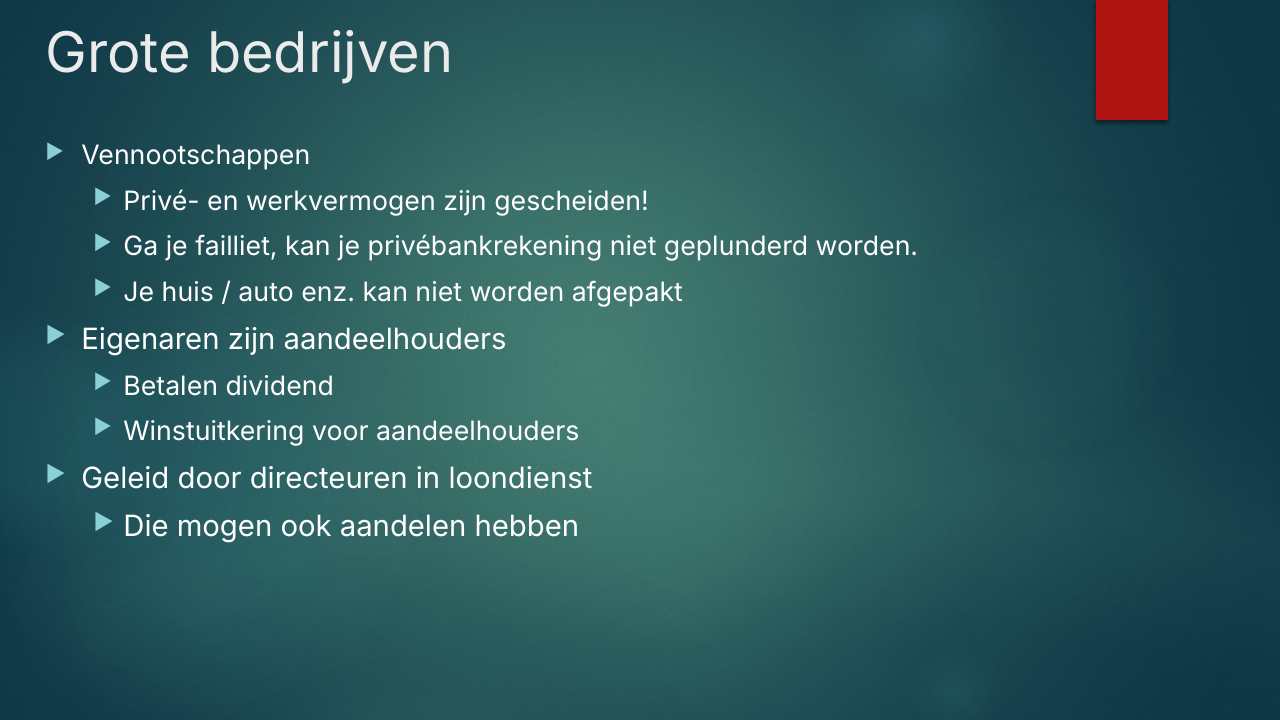 Grote bedrijven
Vennootschappen
Privé- en werkvermogen zijn gescheiden!
Ga je failliet, kan je privébankrekening niet geplunderd worden.
Je huis / auto enz. kan niet worden afgepakt
Eigenaren zijn aandeelhouders
Betalen dividend
Winstuitkering voor aandeelhouders
Geleid door directeuren in loondienst
Die mogen ook aandelen hebben